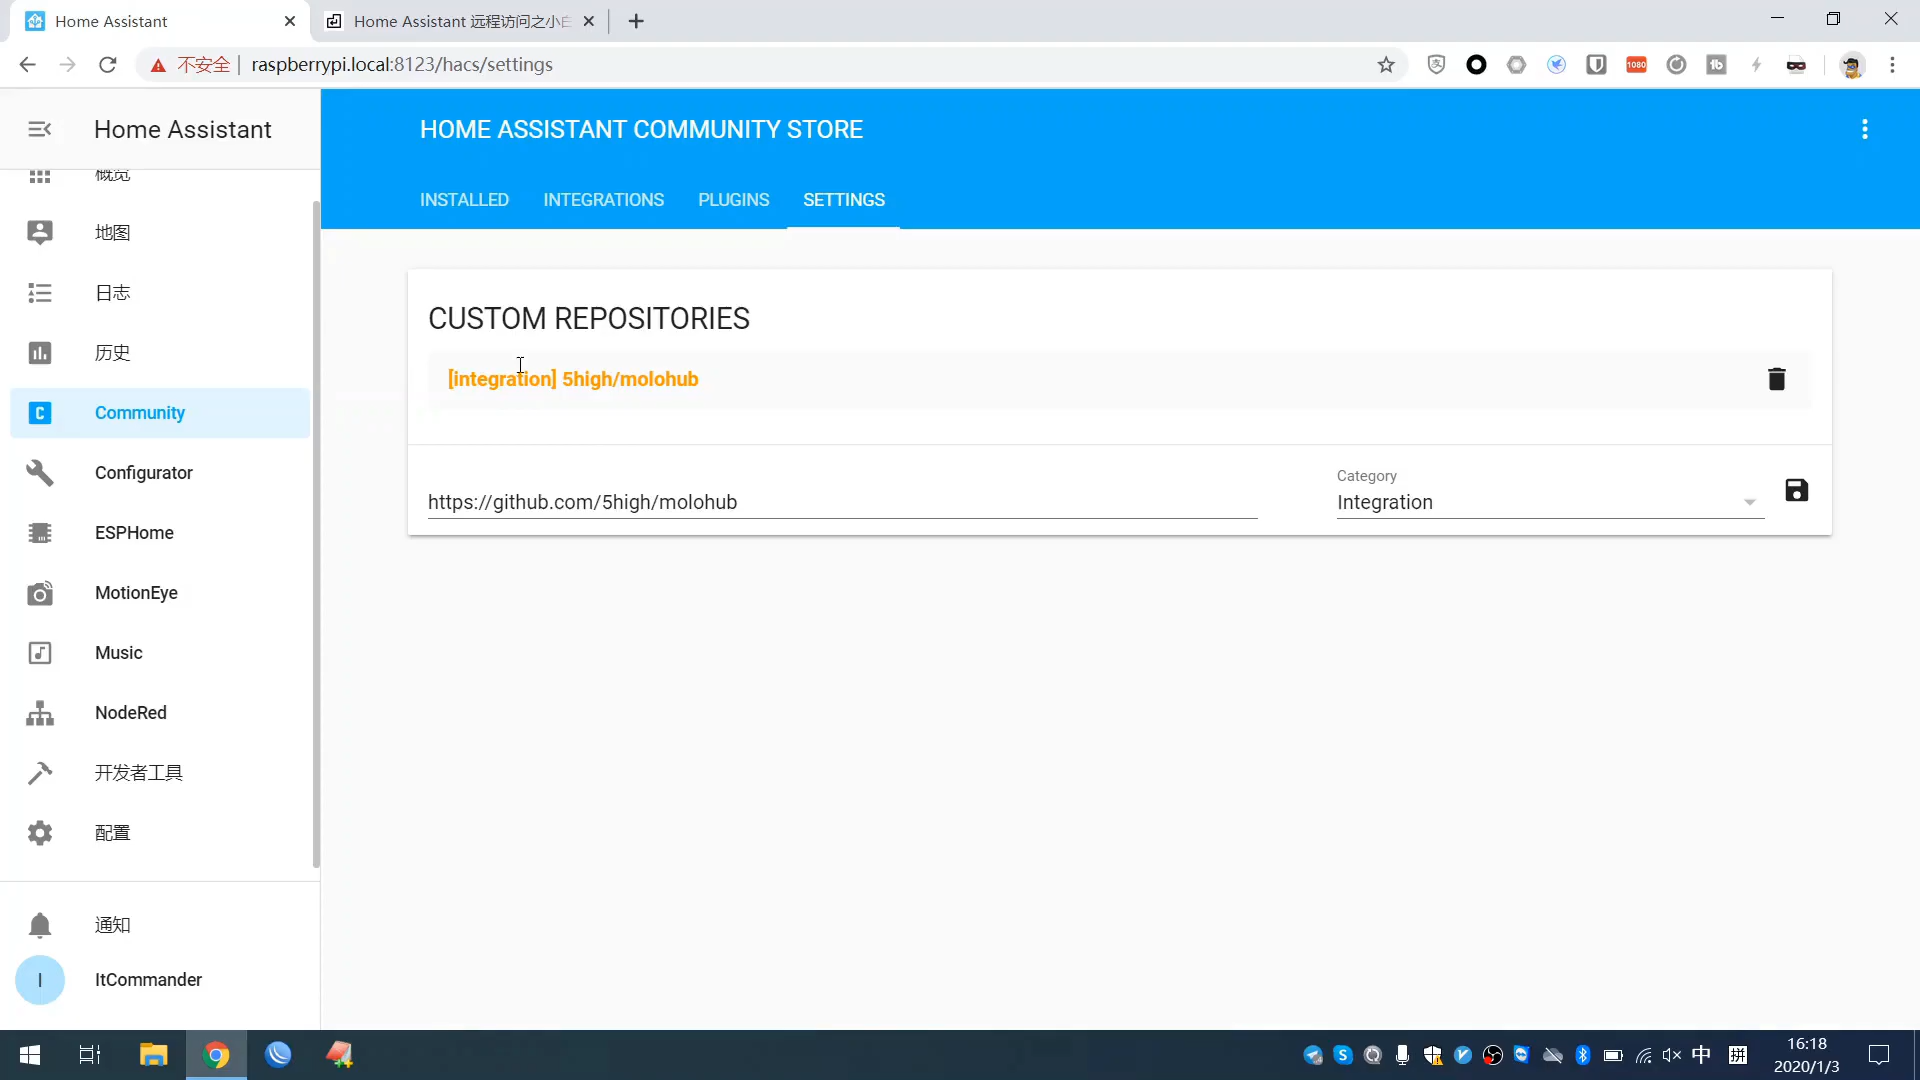 Home Assistant
Home Assistant 远程访问之小白
不安全
raspberrypi.local:8123/hacs/settings
1080
Home Assistant
HOME ASSISTANT COMMUNITY STORE
INSTALLED
INTEGRATIONS
PLUGINS
SETTINGS
概览
地图
日志
历史
C
Community
Configurator
ESPHome
MotionEye
Music
NodeRed
开发者工具
配置
通知
I
ItCommander
CUSTOM REPOSITORIES
[integration] 5high/molohub
Category
https://github.com/5high/molohub
Integration
中
拼
16:18
2020/1/3